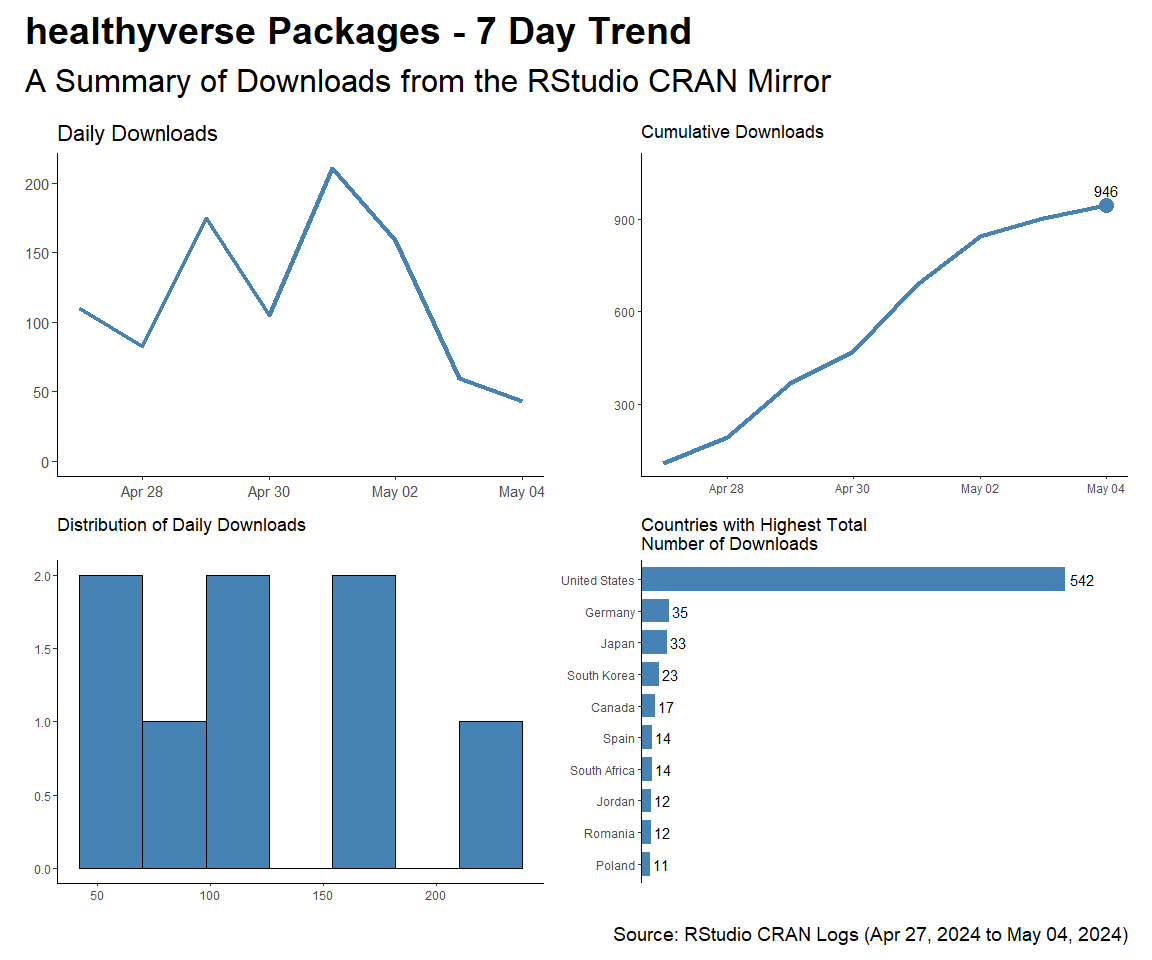 healthyverse Packages - 7 Day Trend
A Summary of Downloads from the RStudio CRAN Mirror
Daily Downloads
200
150
100
50
0
Apr 28 Apr 30 May 02 May 04
Cumulative Downloads
946
900
600
300
Apr 28 Apr 30 May 02 May 04
Distribution of Daily Downloads
2.0
1.5
1.0
0.5
0.0
50 100 150 200
Countries with Highest Total
Number of Downloads
United States 542
Germany 35
Japan 33
South Korea 23
Canada 17
Spain 14
South Africa 14
Jordan 12
Romania 12
Poland 11
Source: RStudio CRAN Logs (Apr 27, 2024 to May 04, 2024)